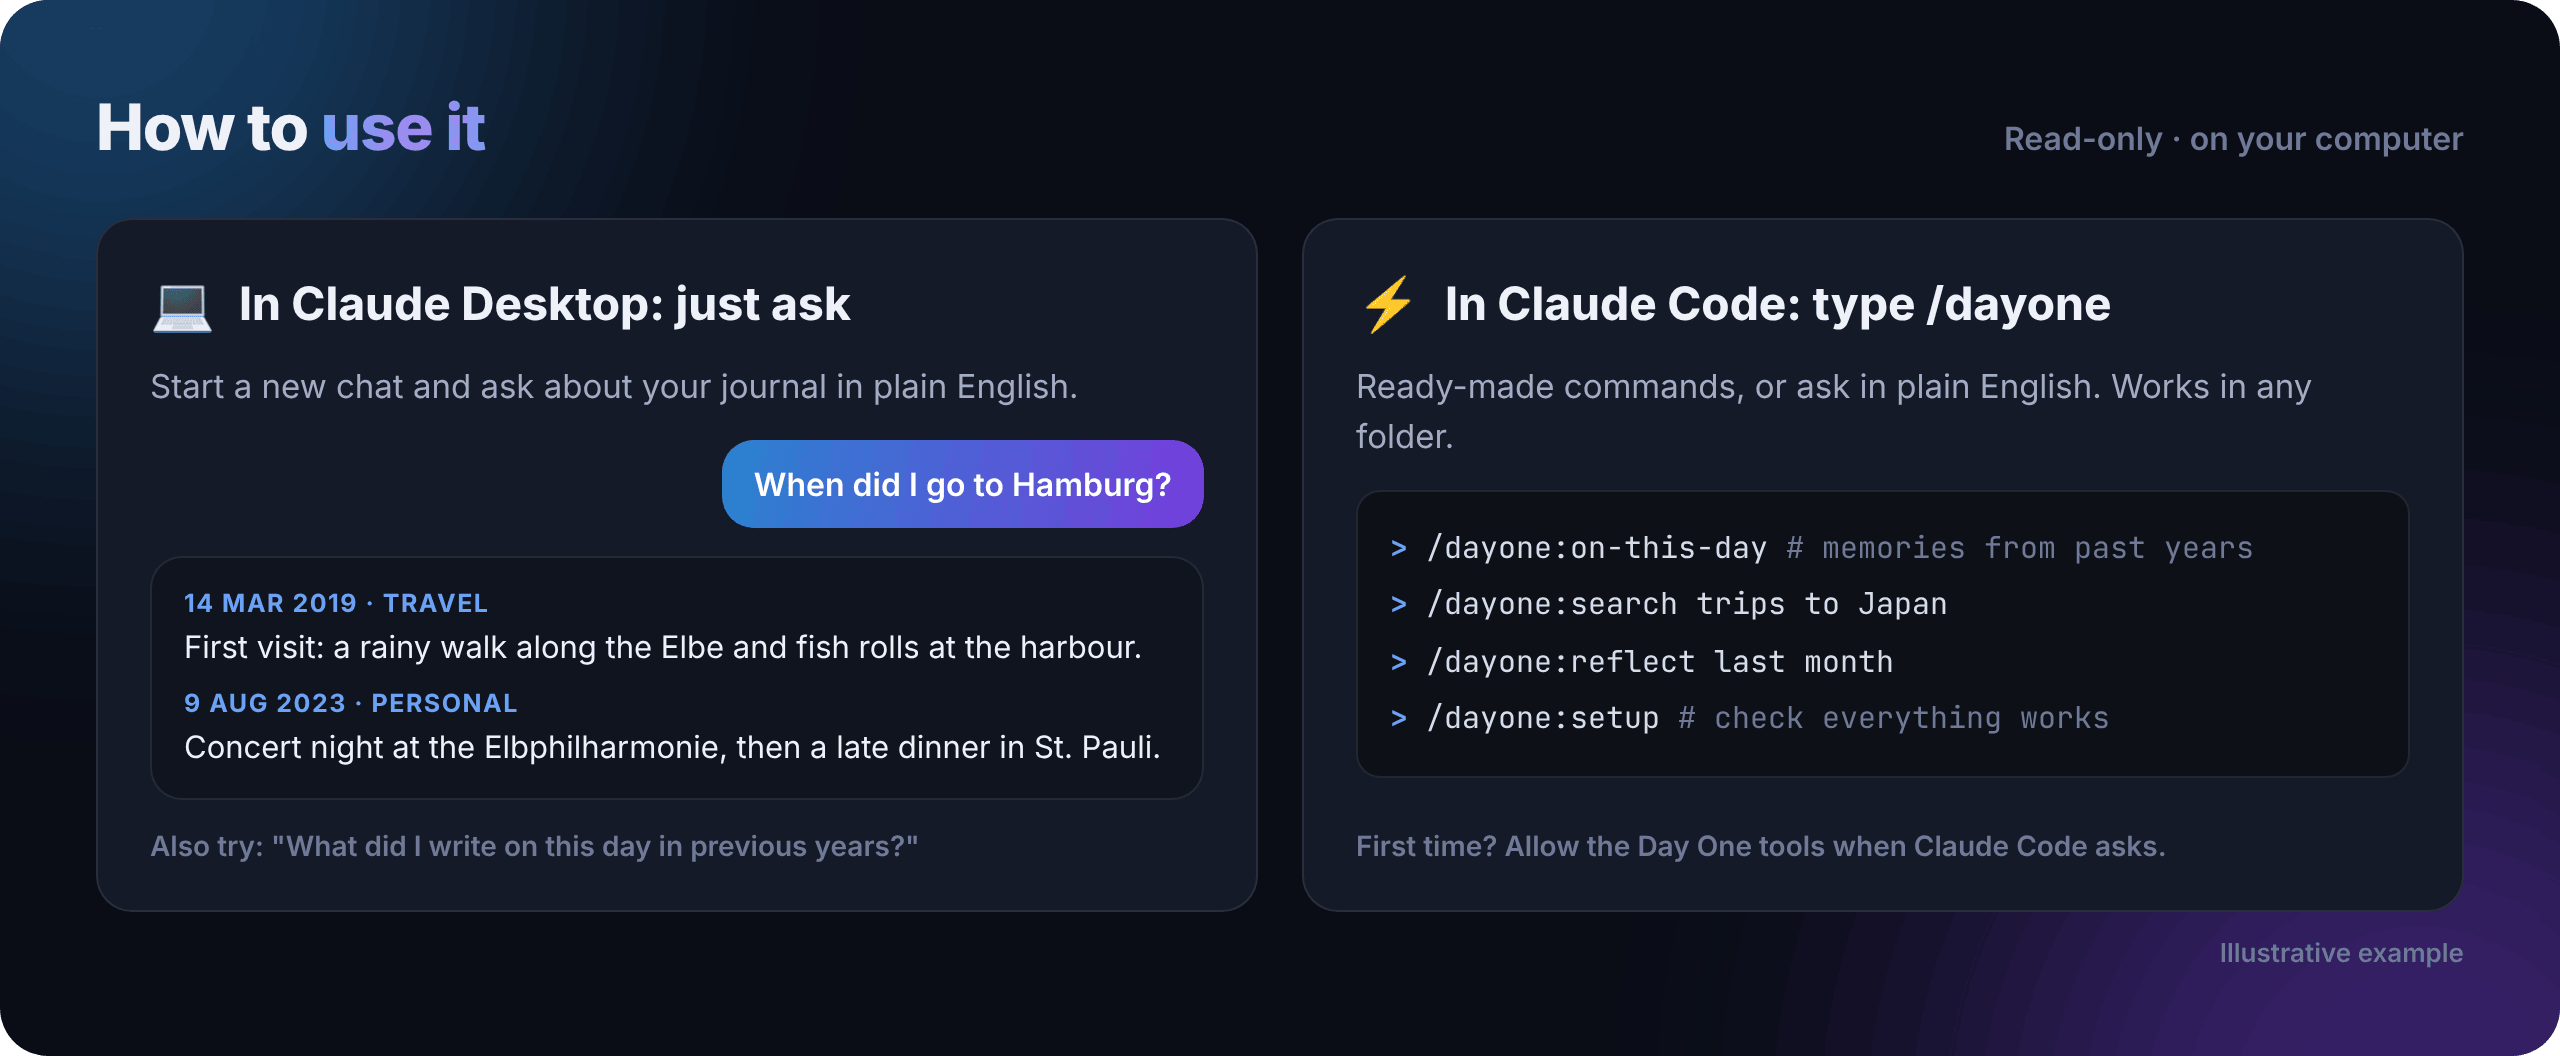 How to use it
Read-only · on your computer
In Claude Desktop: just ask
Start a new chat and ask about your journal in plain English.
When did I go to Hamburg?
14 MAR 2019 · TRAVEL
First visit: a rainy walk along the Elbe and fish rolls at the harbour.
9 AUG 2023 · PERSONAL
Concert night at the Elbphilharmonie, then a late dinner in St. Pauli.
Also try: "What did I write on this day in previous years?"
In Claude Code: type /dayone
Ready-made commands, or ask in plain English. Works in any
folder.
> /dayone:on-this-day # memories from past years
> /dayone:search trips to Japan
> /dayone:reflect last month
> /dayone:setup # check everything works
First time? Allow the Day One tools when Claude Code asks.
Illustrative example